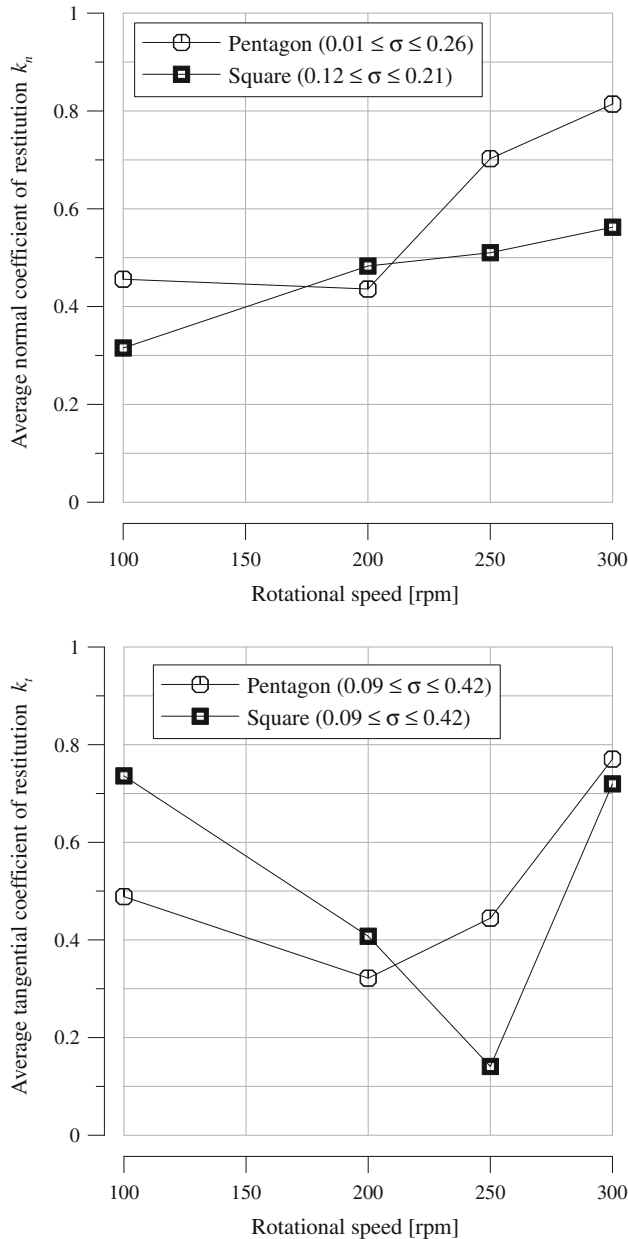 1
0.8
0.6
0.4
0.2
0
Average normal coefficient of restitution kn
Pentagon (0.01 ≤ σ ≤ 0.26)
Square (0.12 ≤ σ ≤ 0.21)
100 150 200 250 300
Rotational speed [rpm]
1
0.8
0.6
0.4
0.2
0
Average tangential coefficient of restitution kt
Pentagon (0.09 ≤ σ ≤ 0.42)
Square (0.09 ≤ σ ≤ 0.42)
100 150 200 250 300
Rotational speed [rpm]